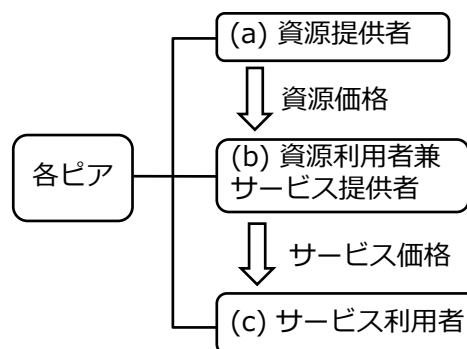 (a) 資源提供者
資源価格
各ピア
(b) 資源利用者兼
サービス提供者
サービス価格
(c) サービス利用者